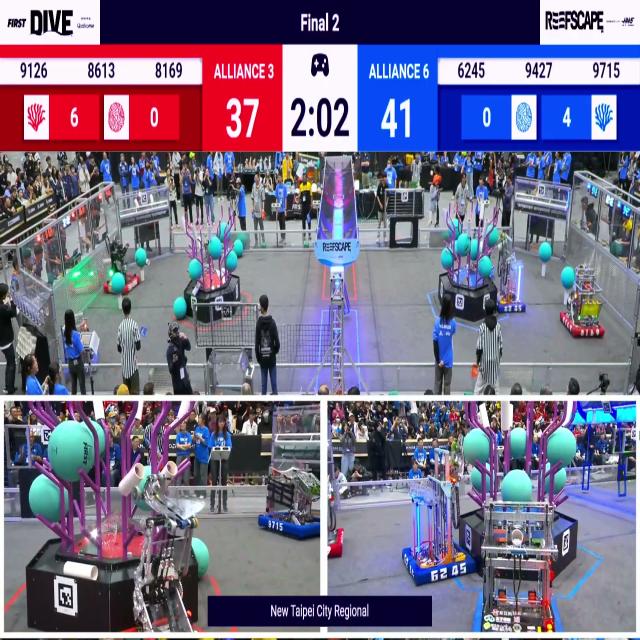 FIRST DIVE
Final 2
REEFSCAPE
9126 8613 8169
ALLIANCE 3
ALLIANCE 6
6245 9427 9715
6 0
37
2:02
41
0 4
REEFSCAPE
9715
6245
New Taipei City Regional